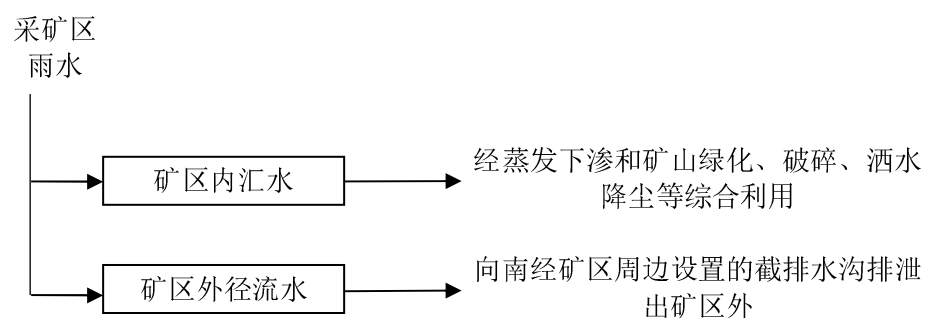 采矿区
雨水
矿区内汇水
经蒸发下渗和矿山绿化、破碎、洒水
降尘等综合利用
矿区外径流水
向南经矿区周边设置的截排水沟排泄
出矿区外